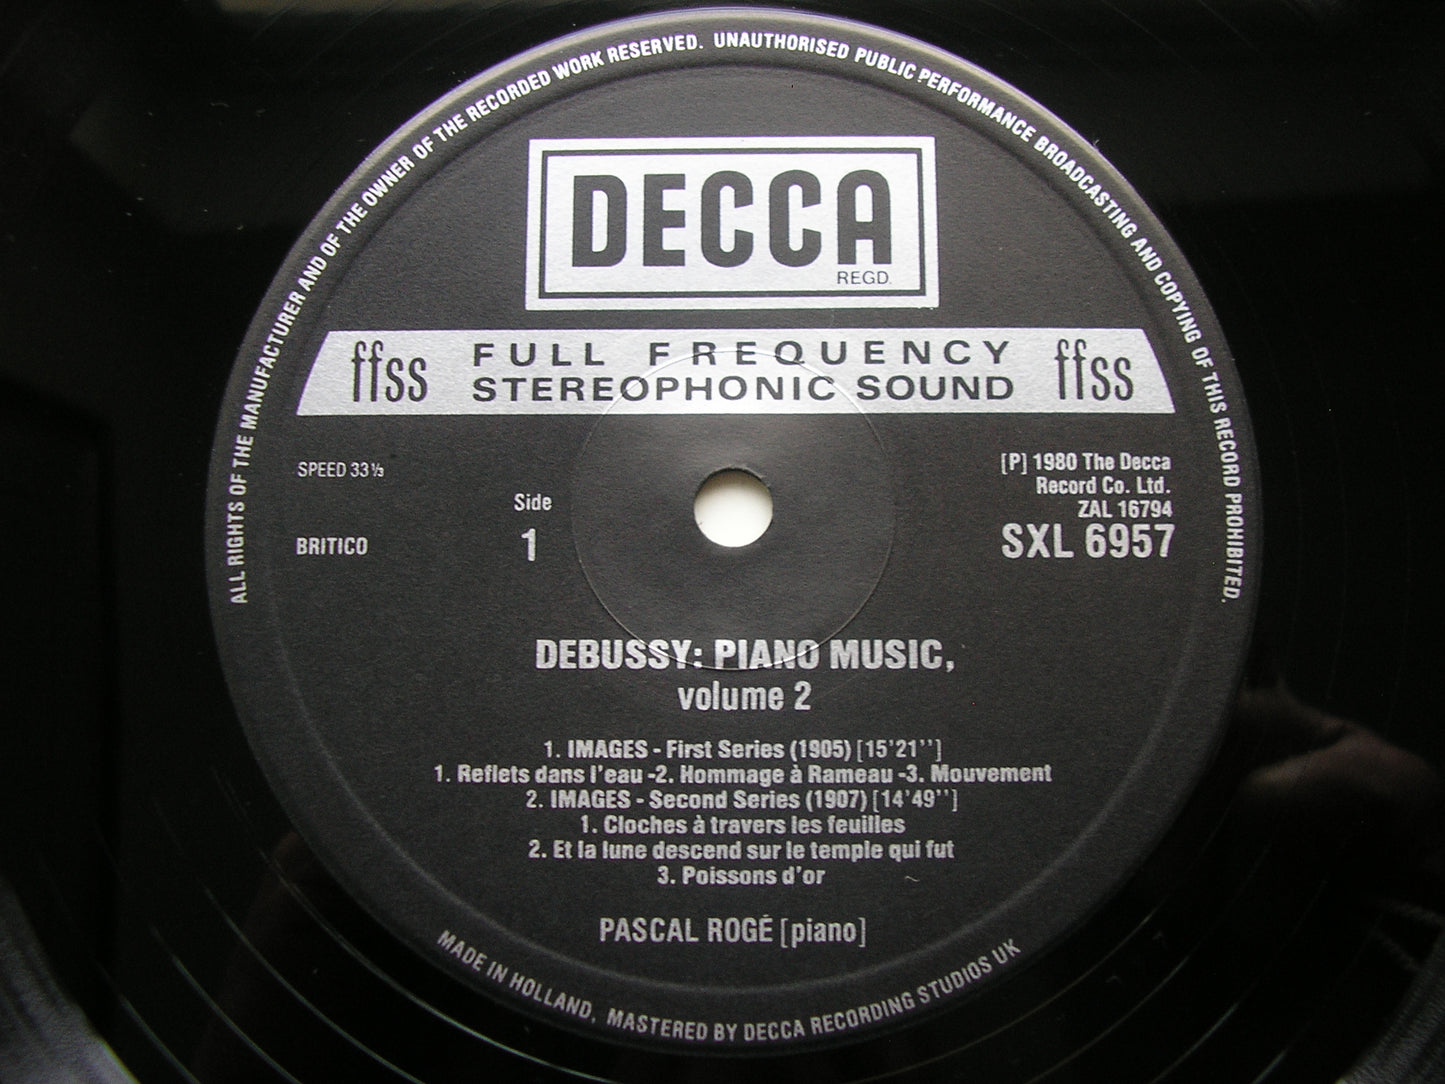 ALL RIGHTS OF THE MANUFACTURER AND OF THE OWNER OF THE RECORDED WORK RESERVED. UNAUTHORISED PUBLIC PERFORMANCE BROADCASTING AND COPYING OF THIS RECORD PROHIBITED.
DECCA
REGD.
ffss FULL FREQUENCY STEREOPHONIC SOUND ffss
SPEED 33⅓
[P] 1980 The Decca
Record Co. Ltd.
ZAL 16794
SXL 6957
Side
1
BRITICO
DEBUSSY: PIANO MUSIC,
volume 2
1. IMAGES - First Series (1905) [15'21'']
1. Reflets dans l'eau -2. Hommage à Rameau -3. Mouvement
2. IMAGES - Second Series (1907) [14'49'']
1. Cloches à travers les feuilles
2. Et la lune descend sur le temple qui fut
3. Poissons d'or
PASCAL ROGÉ [piano]
MADE IN HOLLAND, MASTERED BY DECCA RECORDING STUDIOS UK